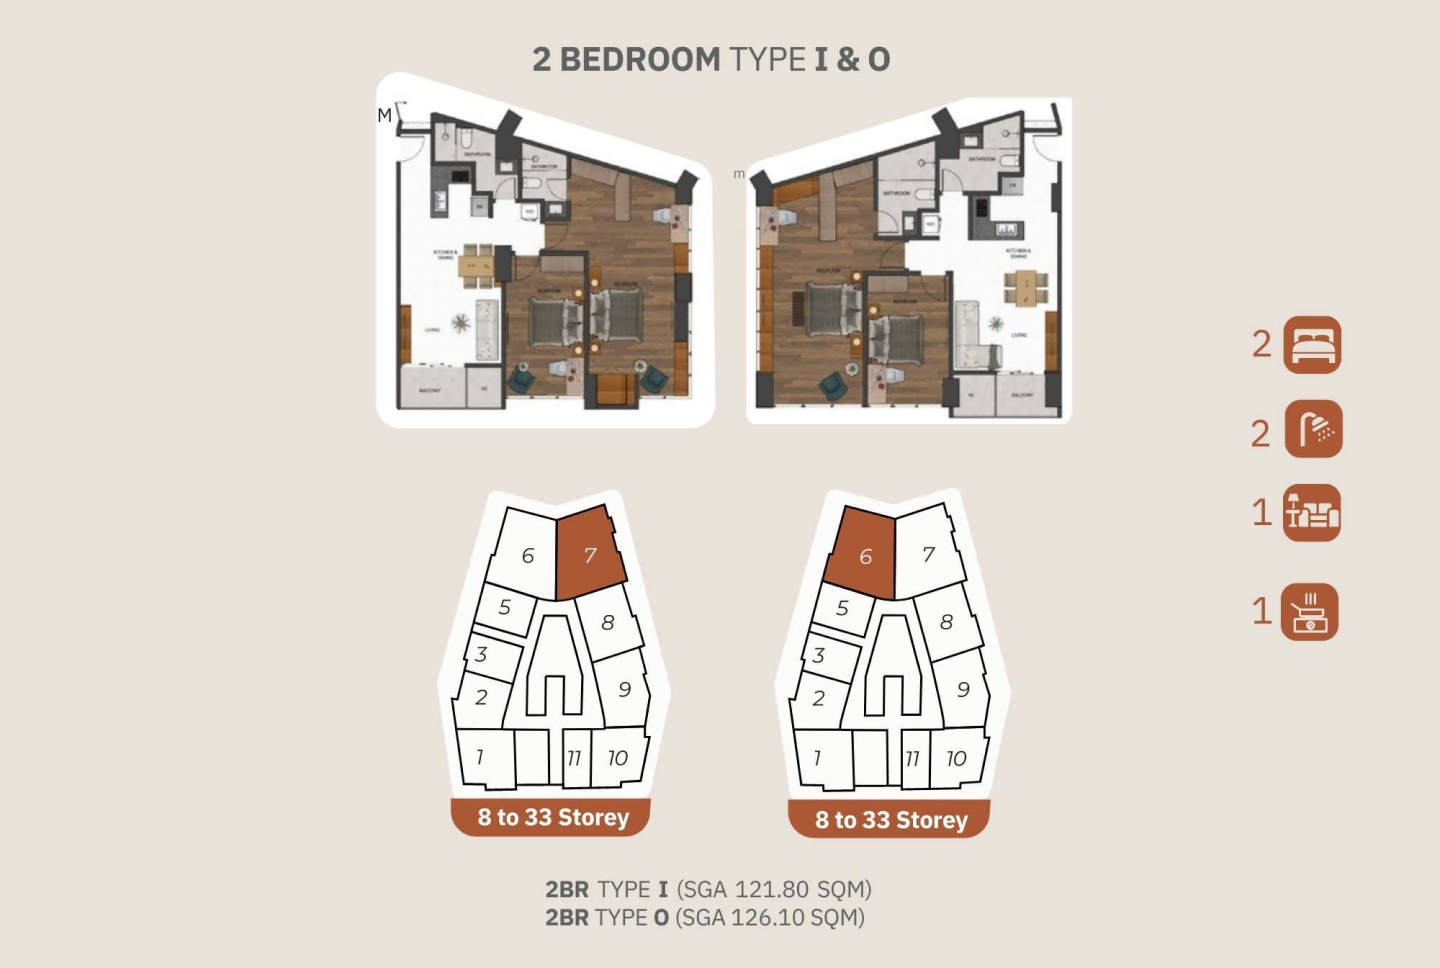 2 BEDROOM TYPE I & O
M
BATHROOM
BATHROOM
KITCHEN &
DINING
BEDROOM
BEDROOM
LIVING
BALCONY
AC
m
BATHROOM
BATHROOM
KITCHEN &
DINING
BEDROOM
BEDROOM
LIVING
AC
BALCONY
2
2
1
1
6
7
5
8
3
9
2
1
11
10
8 to 33 Storey
6
7
5
8
3
9
2
1
11
10
8 to 33 Storey
2BR TYPE I (SGA 121.80 SQM)
2BR TYPE O (SGA 126.10 SQM)